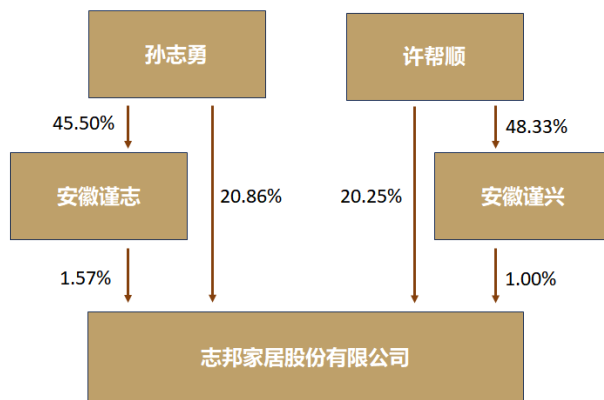 孙志勇
许帮顺
45.50%
48.33%
安徽谨志
20.86%
20.25%
安徽谨兴
1.57%
1.00%
志邦家居股份有限公司